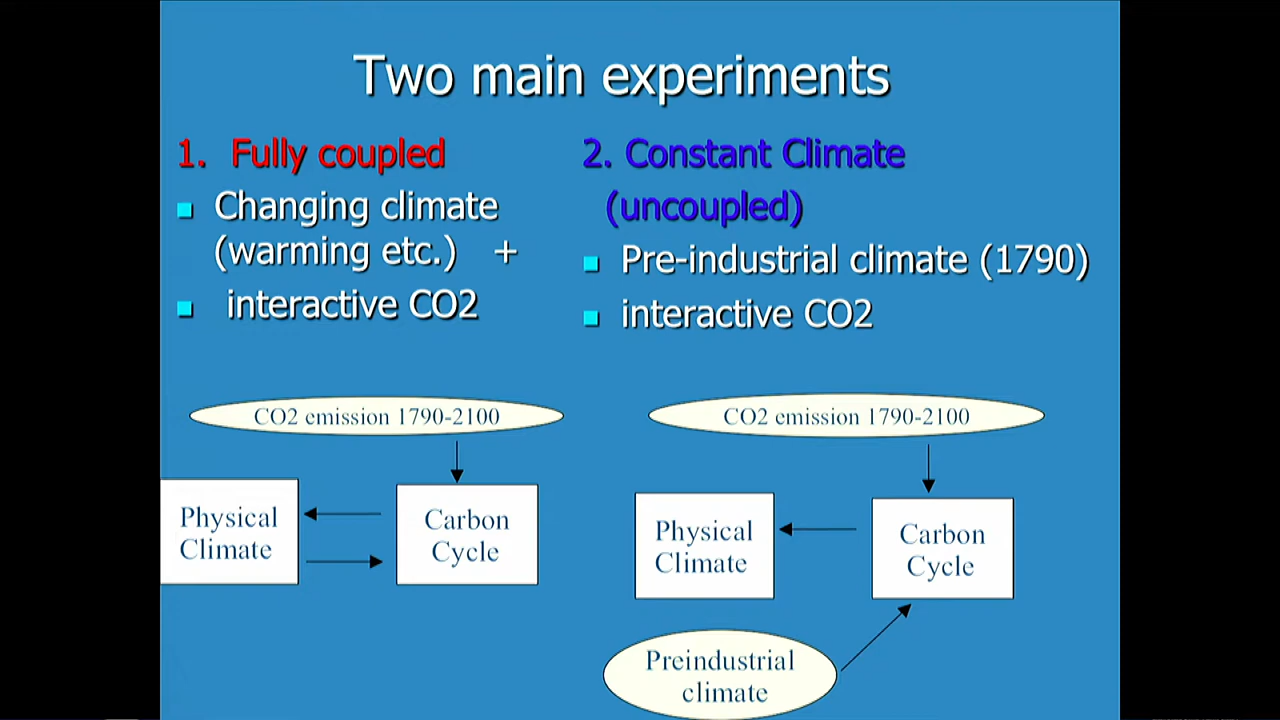 Two main experiments
1. Fully coupled
Changing climate
(warming etc.) +
interactive CO2
2. Constant Climate
(uncoupled)
Pre-industrial climate (1790)
interactive CO2
CO2 emission 1790-2100
Physical
Climate
Carbon
Cycle
CO2 emission 1790-2100
Physical
Climate
Carbon
Cycle
Preindustrial
climate